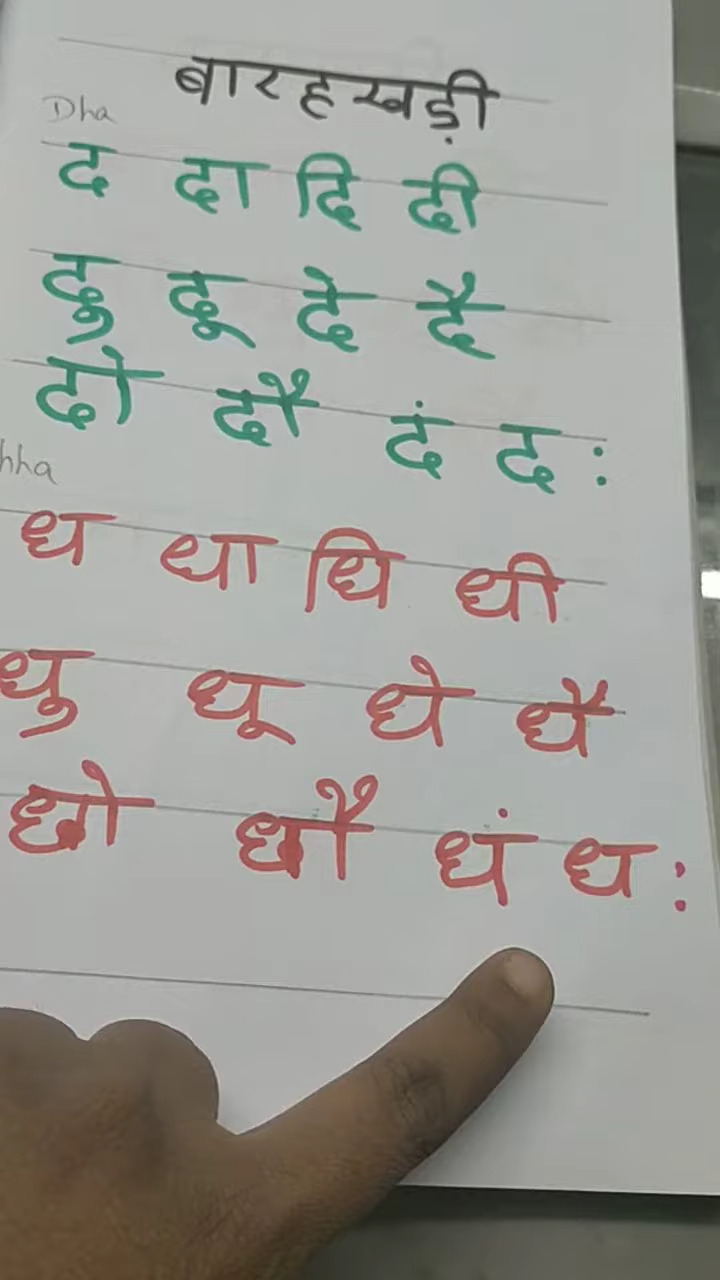 बारहखड़ी
Dha
द दा दि दी
दु दू दे दै
दो दौ दं दः
hha
ध धा धि धी
धु धू धे धै
धो धौ धं धः